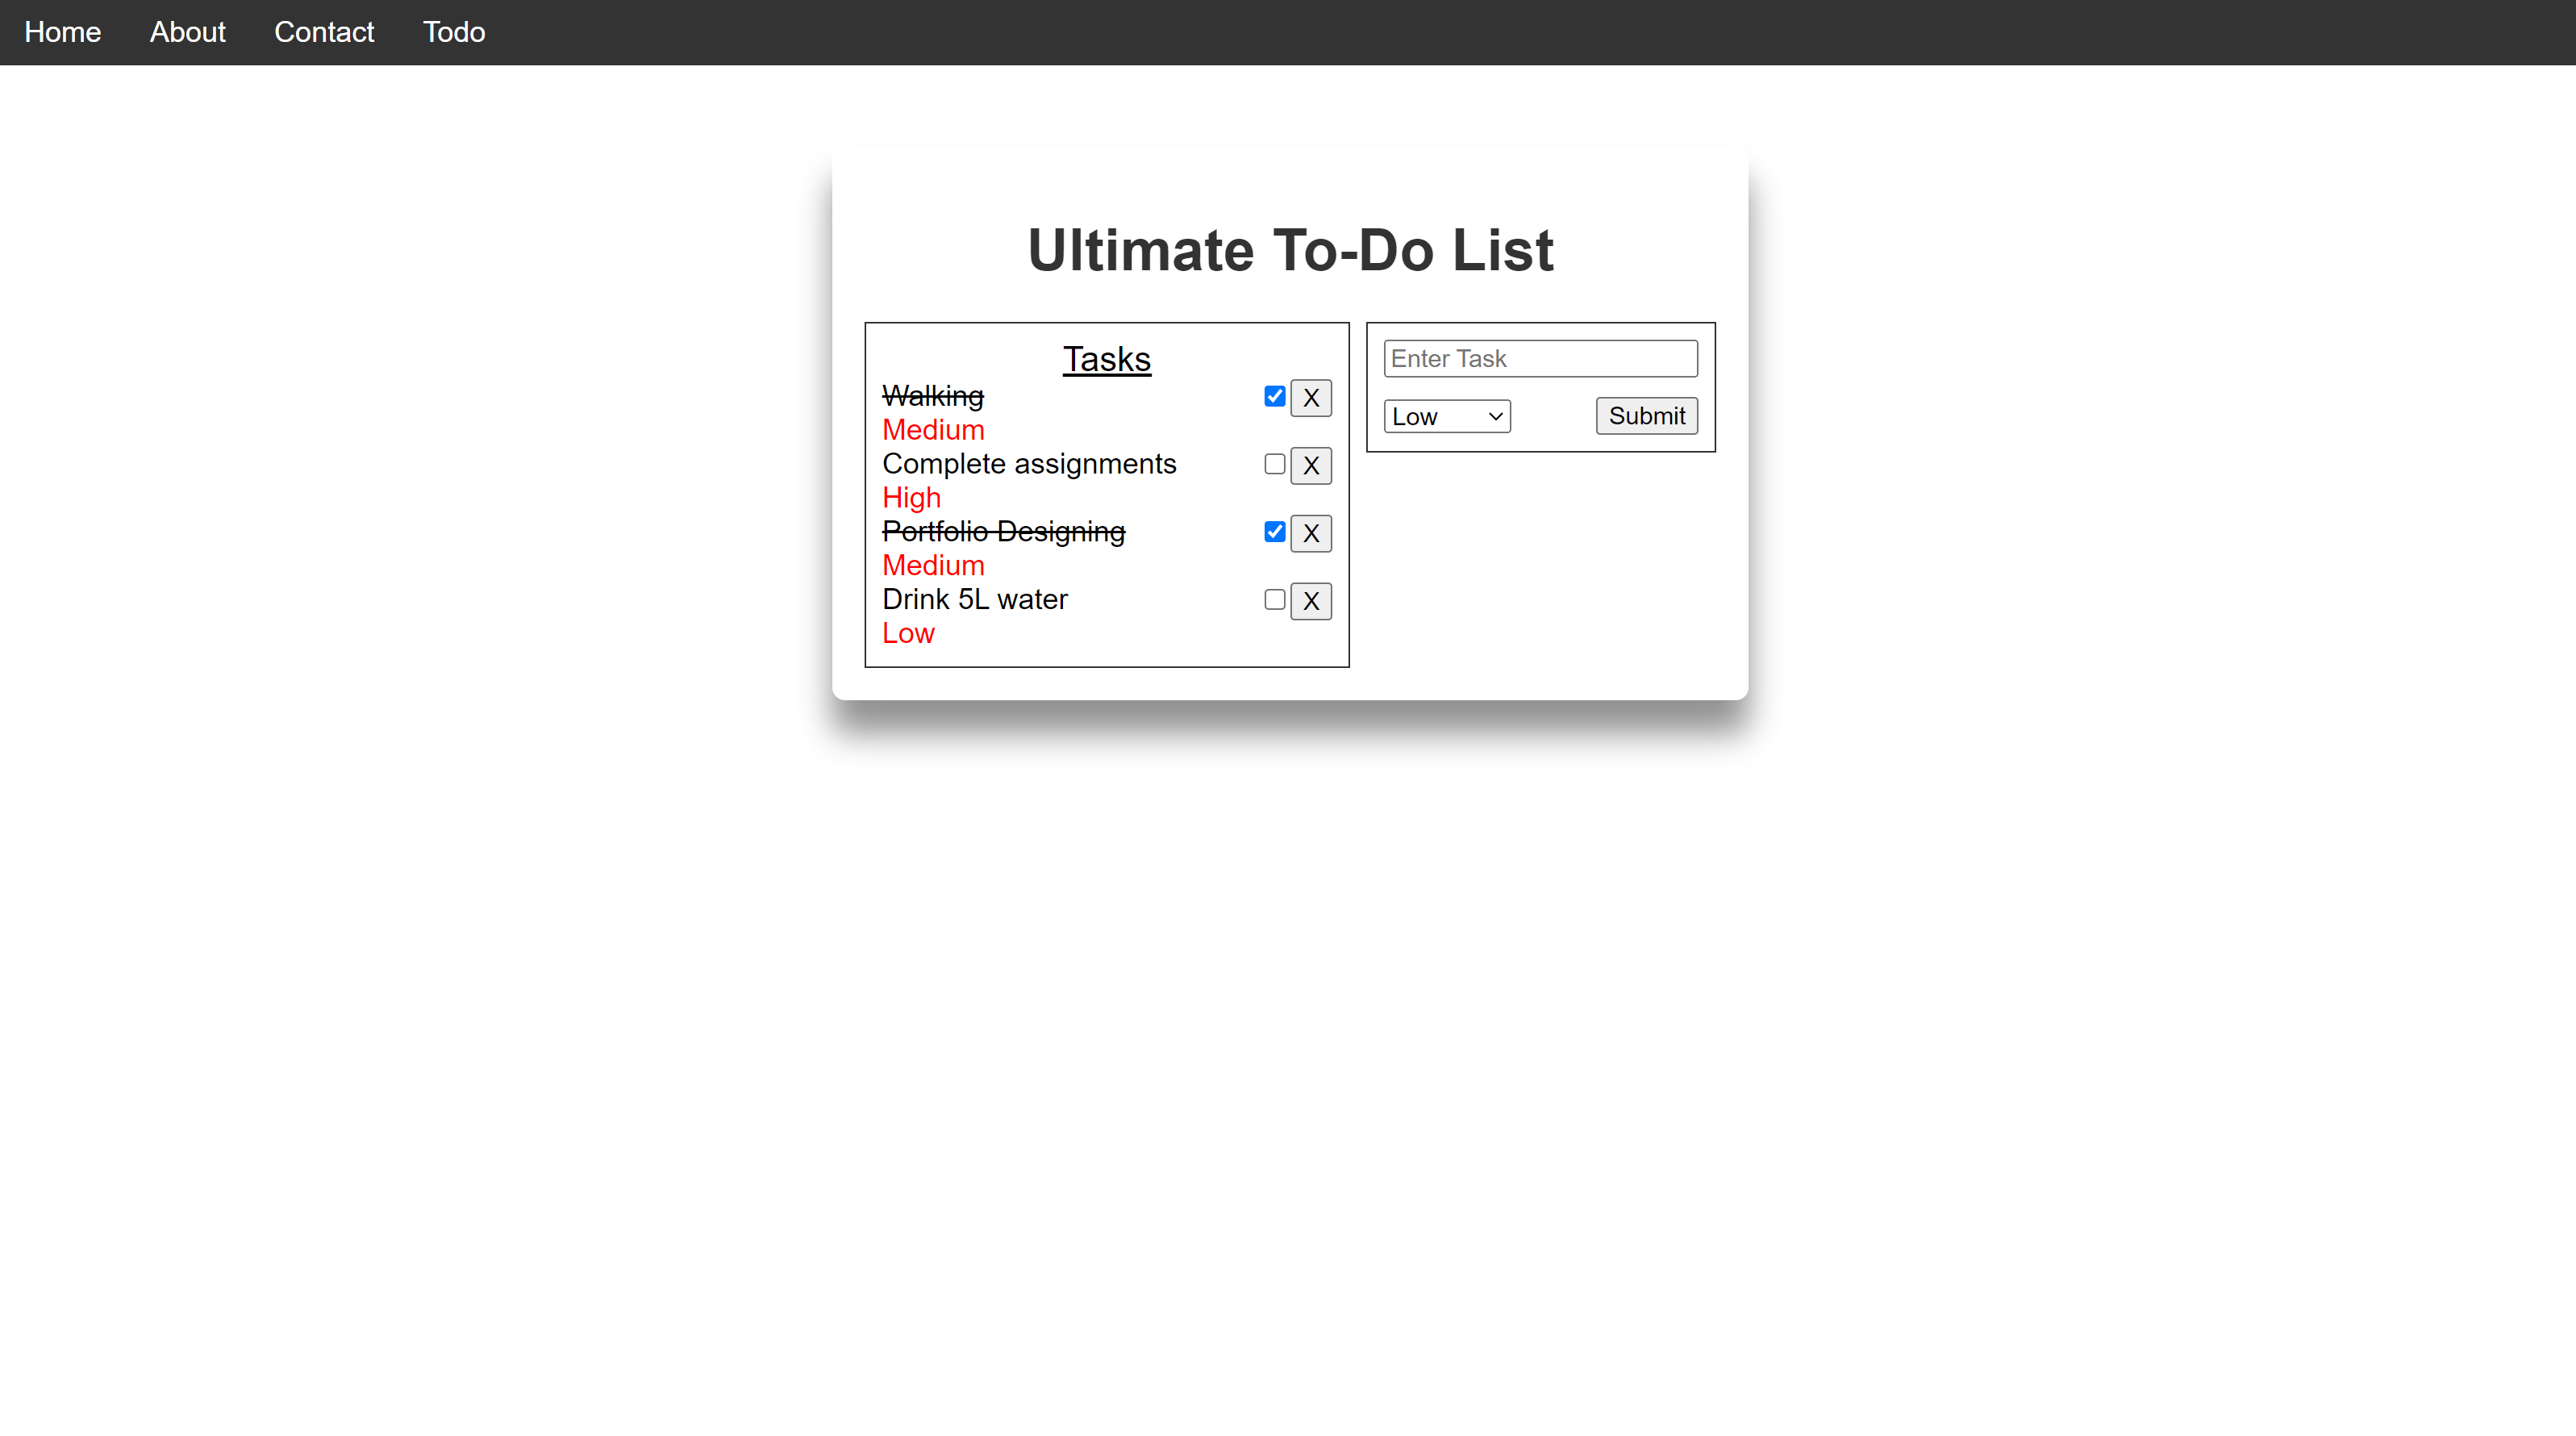 Home About Contact Todo
Ultimate To-Do List
Tasks
Walking X
Medium
Complete assignments X
High
Portfolio Designing X
Medium
Drink 5L water X
Low
Enter Task
Low Submit